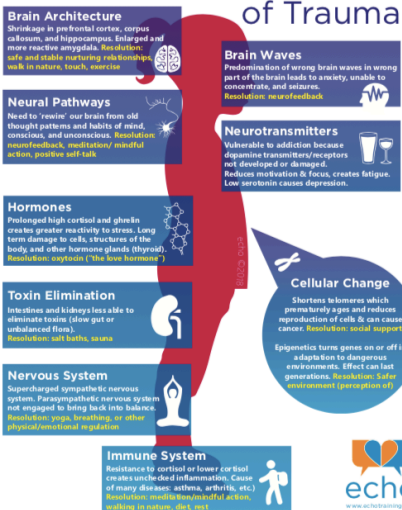 of Trauma
Brain Architecture
Shrinkage in prefrontal cortex, corpus
callosum, and hippocampus. Enlarged and
more reactive amygdala. Resolution:
safe and stable nurturing relationships,
walk in nature, touch, exercise
Brain Waves
Predomination of wrong brain waves in wrong
part of the brain leads to anxiety, unable to
concentrate, and seizures.
Resolution: neurofeedback
Neural Pathways
Need to 'rewire' our brain from old
thought patterns and habits of mind,
conscious, and unconscious. Resolution:
neurofeedback, meditation/ mindful
action, positive self-talk
Neurotransmitters
Vulnerable to addiction because
dopamine transmitters/receptors
not developed or damaged.
Reduces motivation & focus, creates fatigue.
Low serotonin causes depression.
Hormones
Prolonged high cortisol and ghrelin
creates greater reactivity to stress. Long
term damage to cells, structures of the
body, and other hormone glands (thyroid).
Resolution: oxytocin ("the love hormone")
echo ©2018
Cellular Change
Shortens telomeres which
prematurely ages and reduces
reproduction of cells & can cause
cancer. Resolution: social support
Epigenetics turns genes on or off i
adaptation to dangerous
environments. Effect can last
generations. Resolution: Safer
environment (perception of)
Toxin Elimination
Intestines and kidneys less able to
eliminate toxins (slow gut or
unbalanced flora).
Resolution: salt baths, sauna
Nervous System
Supercharged sympathetic nervous
system. Parasympathetic nervous system
not engaged to bring back into balance.
Resolution: yoga, breathing, or other
physical/emotional regulation
Immune System
Resistance to cortisol or lower cortisol
creates unchecked inflammation. Cause
of many diseases: asthma, arthritis, etc.)
Resolution: meditation/mindful action,
walking in nature, diet, rest
echo
www.echotraining